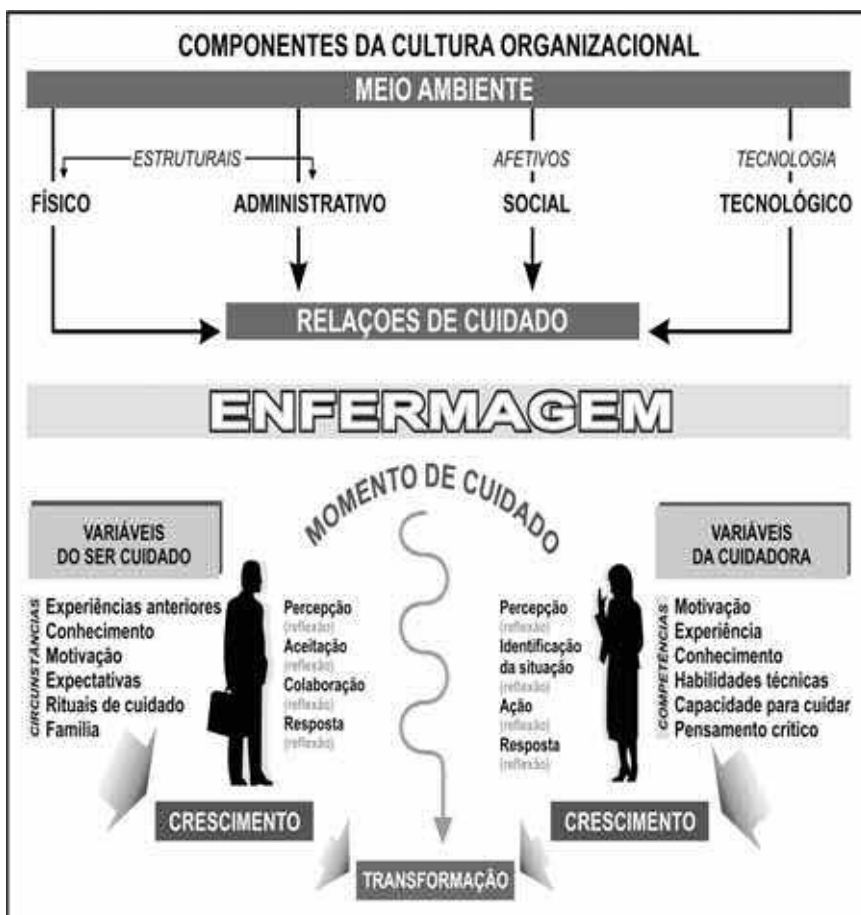 COMPONENTES DA CULTURA ORGANIZACIONAL
MEIO AMBIENTE
ESTRUTURAIS
AFETIVOS
TECNOLOGIA
FÍSICO
ADMINISTRATIVO
SOCIAL
TECNOLÓGICO
RELAÇOES DE CUIDADO
ENFERMAGEM
MOMENTO DE CUIDADO
VARIÁVEIS
DO SER CUIDADO
CIRCUNSTÂNCIAS
Experiências anteriores
Conhecimento
Motivação
Expectativas
Rituais de cuidado
Familia
Percepção
(reflexão)
Aceitação
(reflexão)
Colaboração
(reflexão)
Resposta
(reflexão)
Percepção
(reflexão)
Identificação
da situação
(reflexão)
Ação
(reflexão)
Resposta
(reflexão)
VARIÁVEIS
DA CUIDADORA
COMPETÊNCIAS
Motivação
Experiência
Conhecimento
Habilidades técnicas
Capacidade para cuidar
Pensamento crítico
CRESCIMENTO
CRESCIMENTO
TRANSFORMAÇÃO